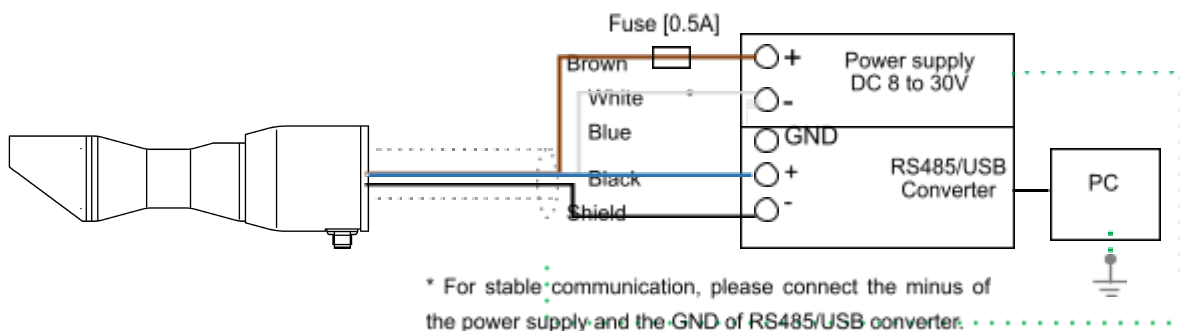 Fuse [0.5A]
Brown
+
Power supply
DC 8 to 30V
White
*
-
Blue
GND
RS485/USB
Converter
+
Black
PC
-
Shield
* For stable communication, please connect the minus of
the power supply and the GND of RS485/USB converter.